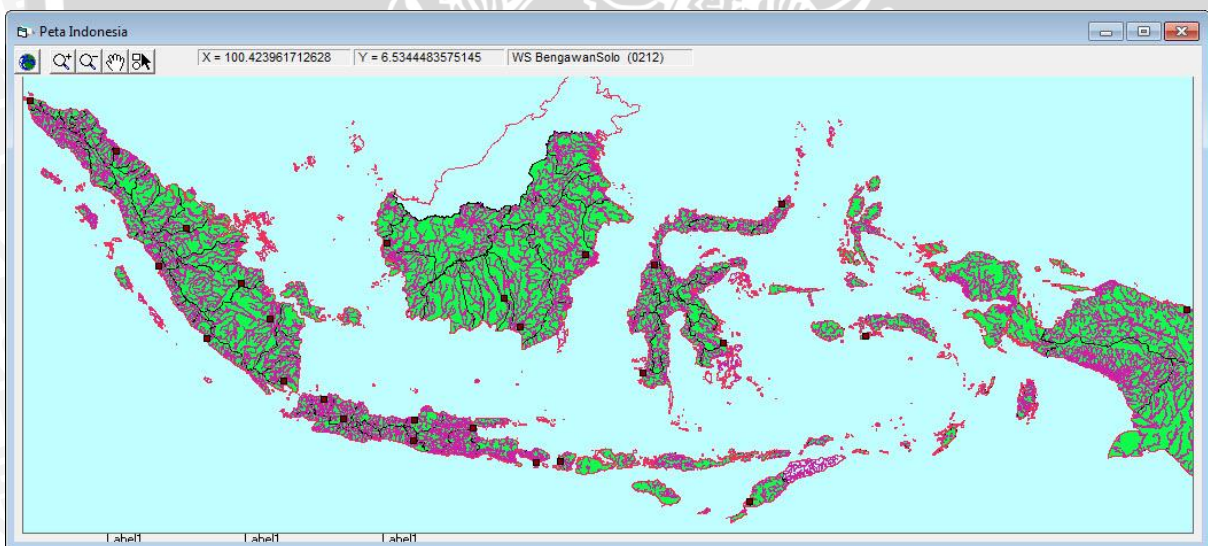 Peta Indonesia
X = 100.423961712628 Y = 6.5344483575145 WS BengawanSolo (0212)
Label1 Label1 Label1